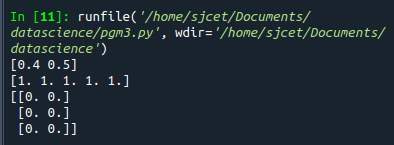 In [11]: runfile('/home/sjcet/Documents/
datascience/pgm3.py', wdir='/home/sjcet/Documents/
datascience')
[0.4 0.5]
[1. 1. 1. 1. 1.]
[[0. 0.]
 [0. 0.]
 [0. 0.]]